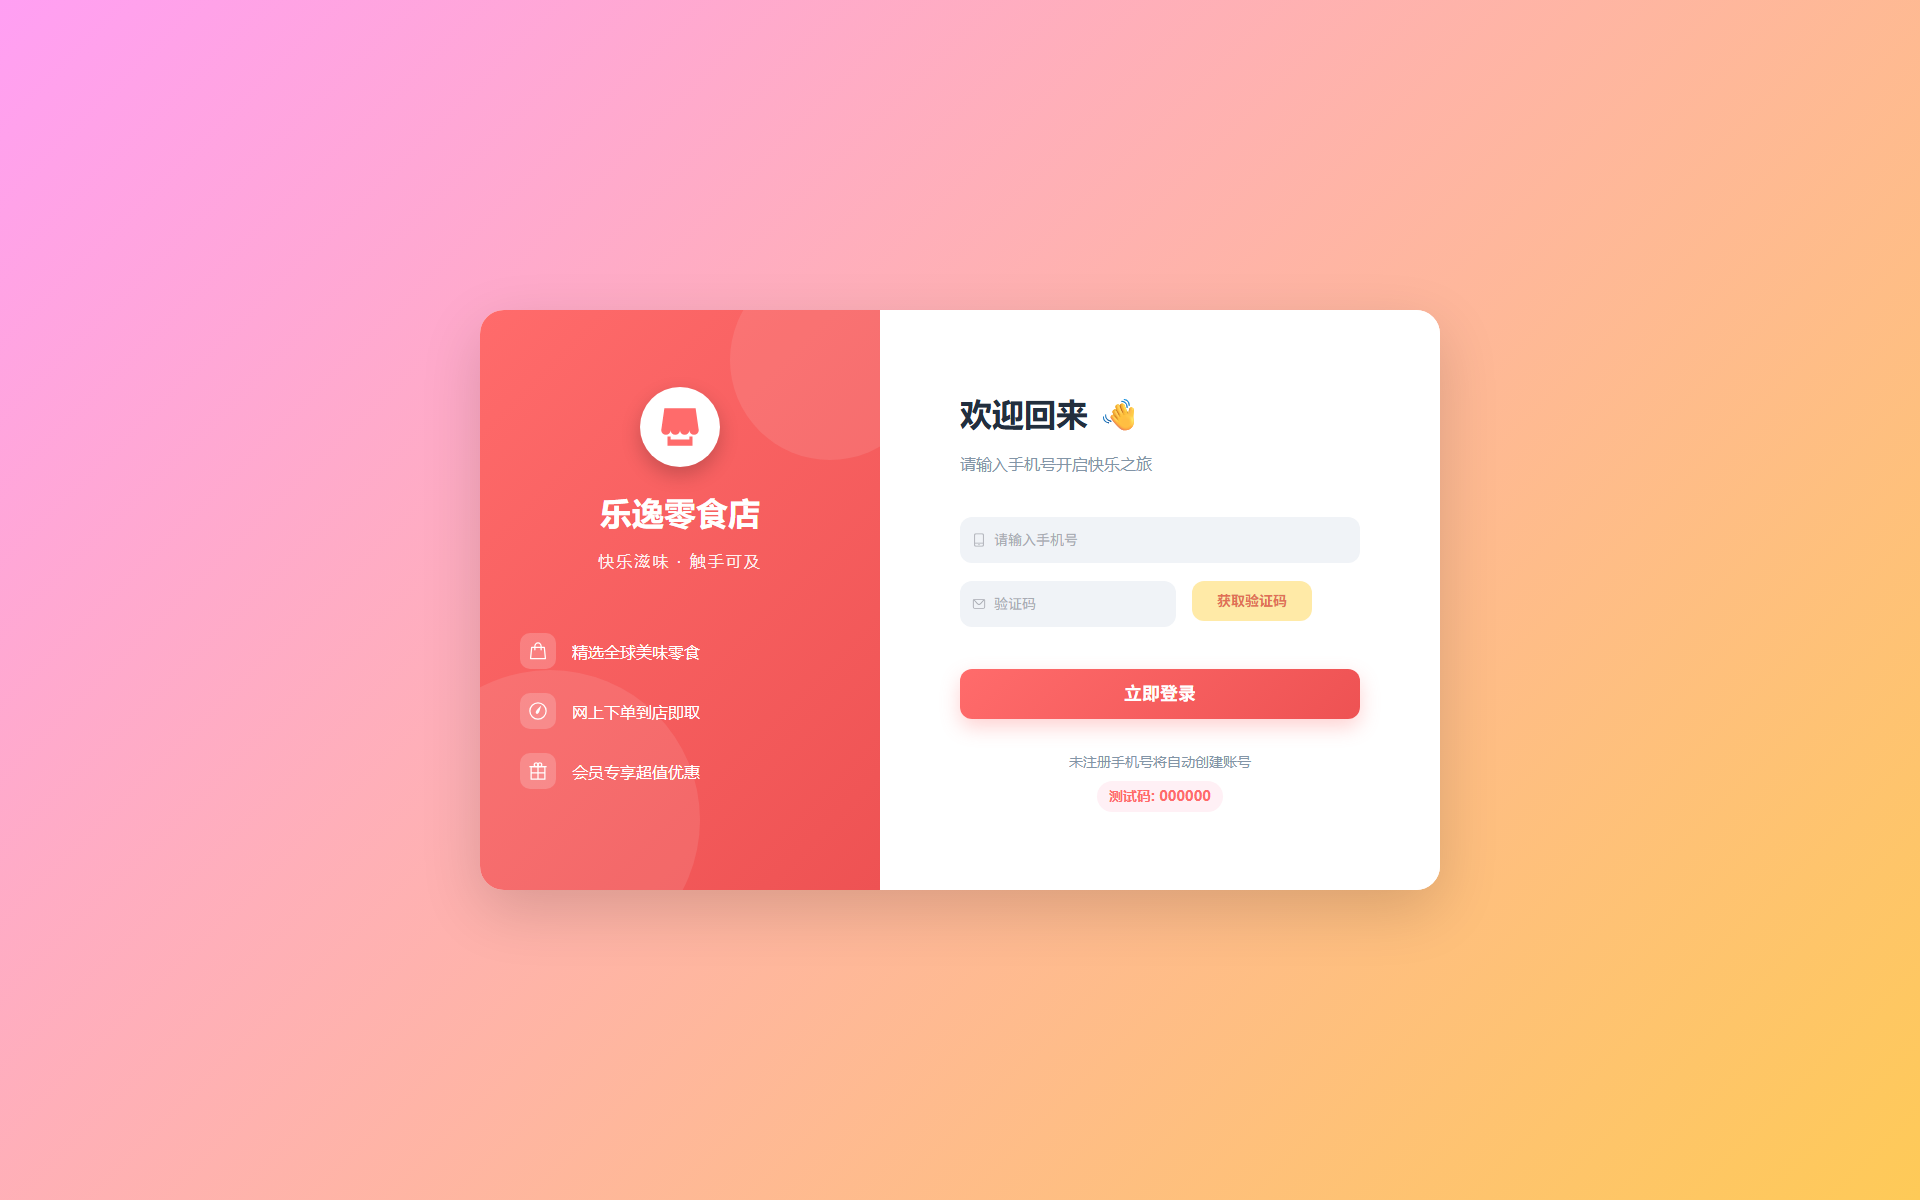 乐逸零食店
快乐滋味 · 触手可及
精选全球美味零食
网上下单到店即取
会员专享超值优惠
欢迎回来 👋
请输入手机号开启快乐之旅
请输入手机号
验证码
获取验证码
立即登录
未注册手机号将自动创建账号
测试码: 000000